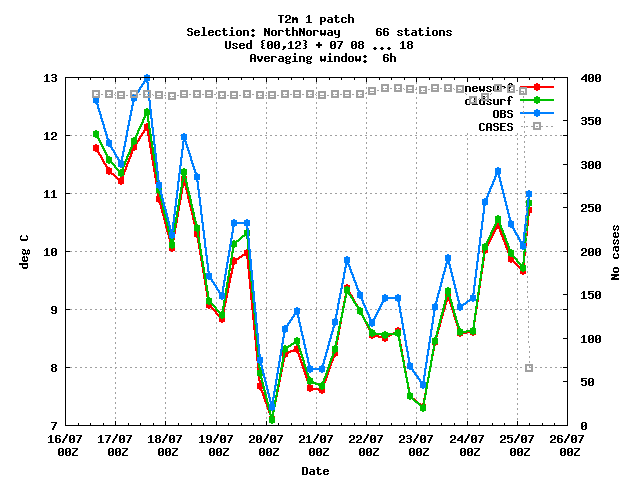 T2m 1 patch
Selection: NorthNorway     66 stations
Used {00,12} + 07 08 ... 18
Averaging window:  6h
newsurf
oldsurf
OBS
CASES
deg C
13
12
11
10
9
8
7
400
350
300
250
200
150
100
50
0
No cases
16/07 17/07 18/07 19/07 20/07 21/07 22/07 23/07 24/07 25/07 26/07
00Z 00Z 00Z 00Z 00Z 00Z 00Z 00Z 00Z 00Z 00Z
Date